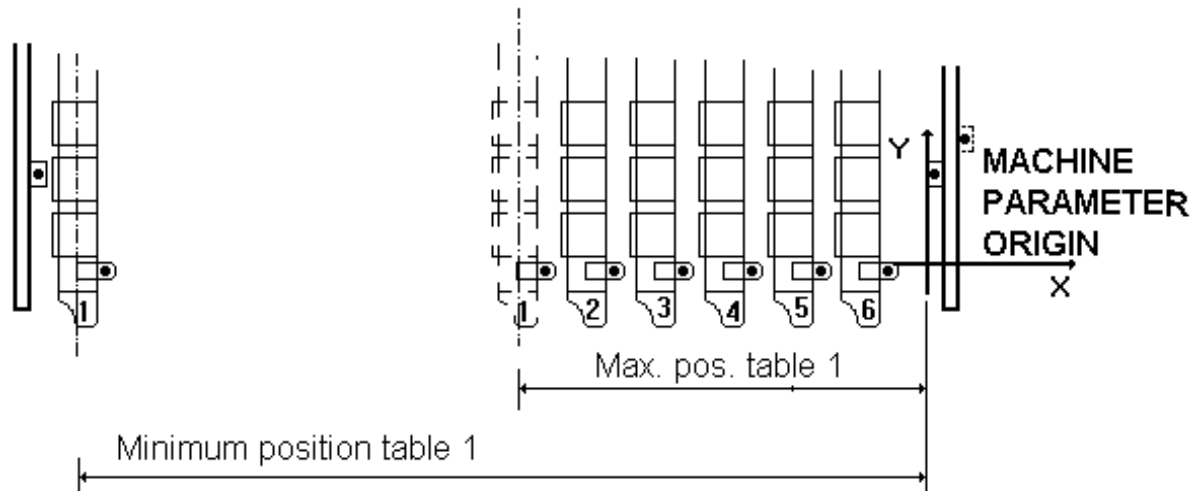 Y
MACHINE
PARAMETER
ORIGIN
X
1 1 2 3 4 5 6
Max. pos. table 1
Minimum position table 1